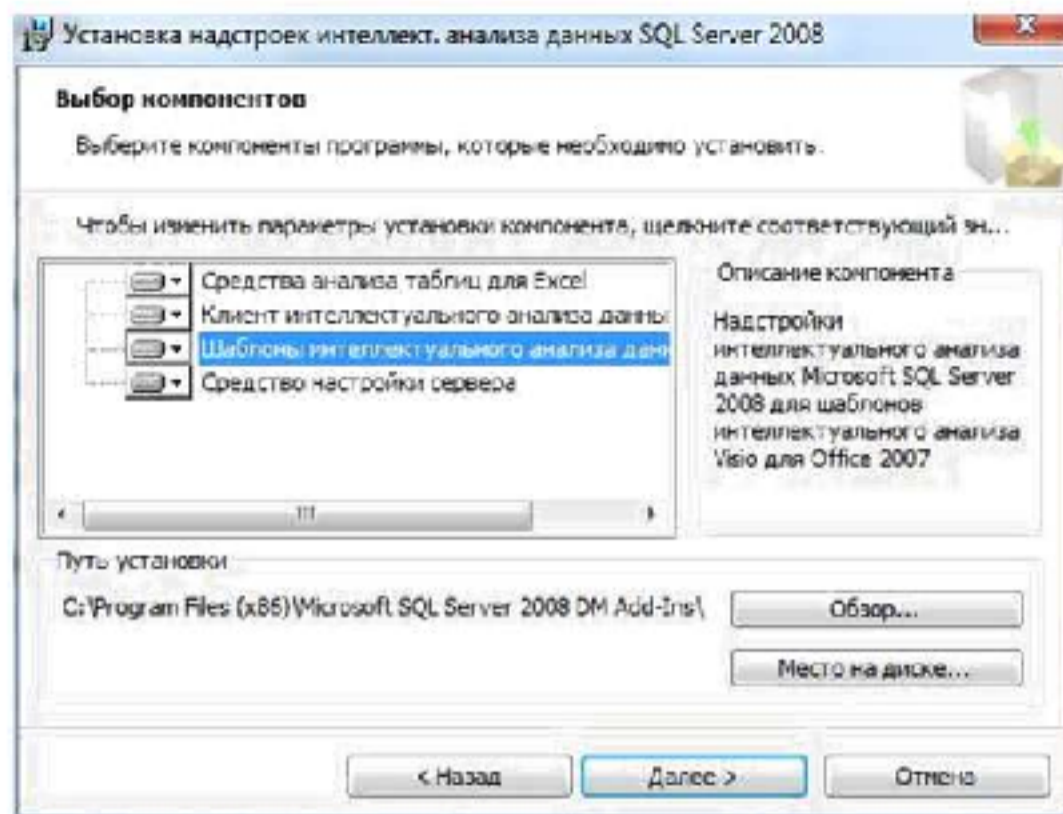 Установка надстроек интеллект. анализа данных SQL Server 2008
Выбор компонентов
Выберите компоненты программы, которые необходимо установить.
Чтобы изменить параметры установки компонента, щелкните соответствующий зн...
Средства анализа таблиц для Excel
Клиент интеллектуального анализа данны
Шаблоны интеллектуального анализа данн
Средство настройки сервера
Описание компонента
Надстройки
интеллектуального анализа
данных Microsoft SQL Server
2008 для шаблонов
интеллектуального анализа
Visio для Office 2007
Путь установки
C:\Program Files (x86)\Microsoft SQL Server 2008 DM Add-Ins\
Обзор...
Место на диске...
< Назад
Далее >
Отмена